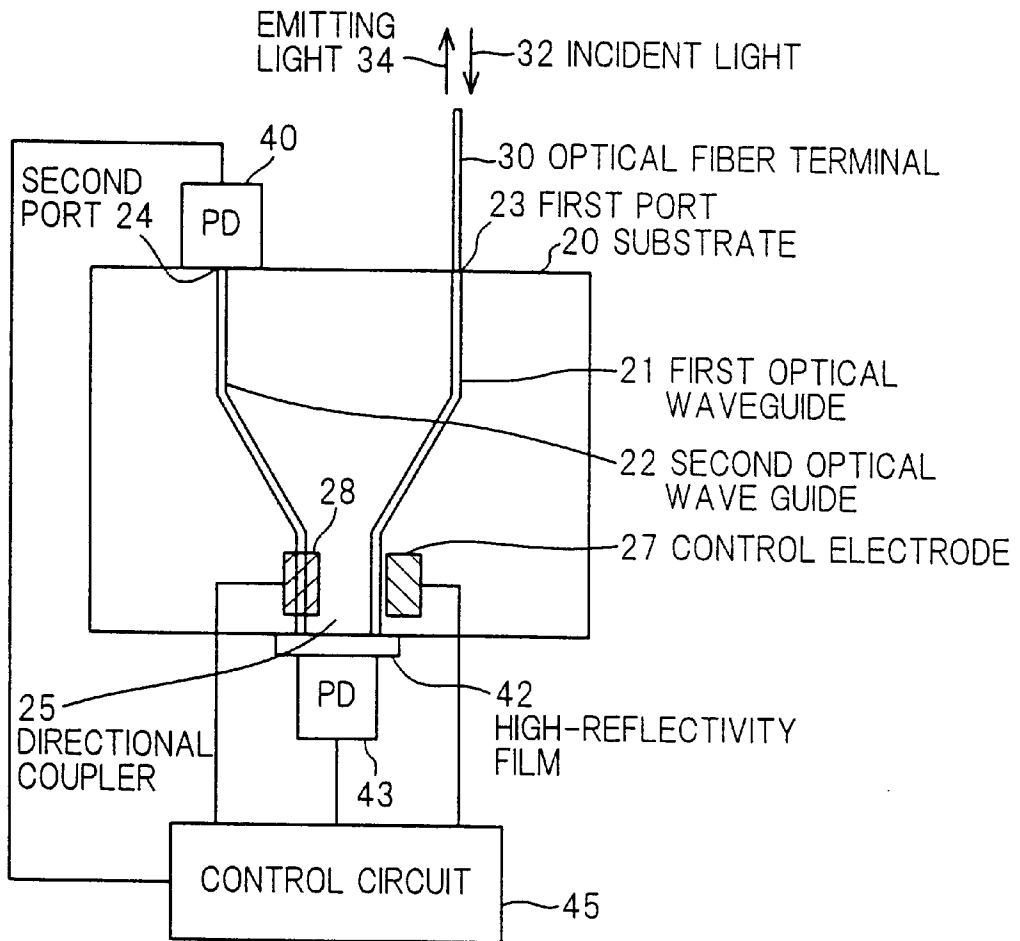 EMITTING
LIGHT 34
32 INCIDENT LIGHT
40
30 OPTICAL FIBER TERMINAL
SECOND
PORT 24
PD
23 FIRST PORT
20 SUBSTRATE
21 FIRST OPTICAL
WAVEGUIDE
22 SECOND OPTICAL
WAVE GUIDE
28
27 CONTROL ELECTRODE
PD
25
DIRECTIONAL
COUPLER
42
HIGH-REFLECTIVITY
FILM
43
CONTROL CIRCUIT
45